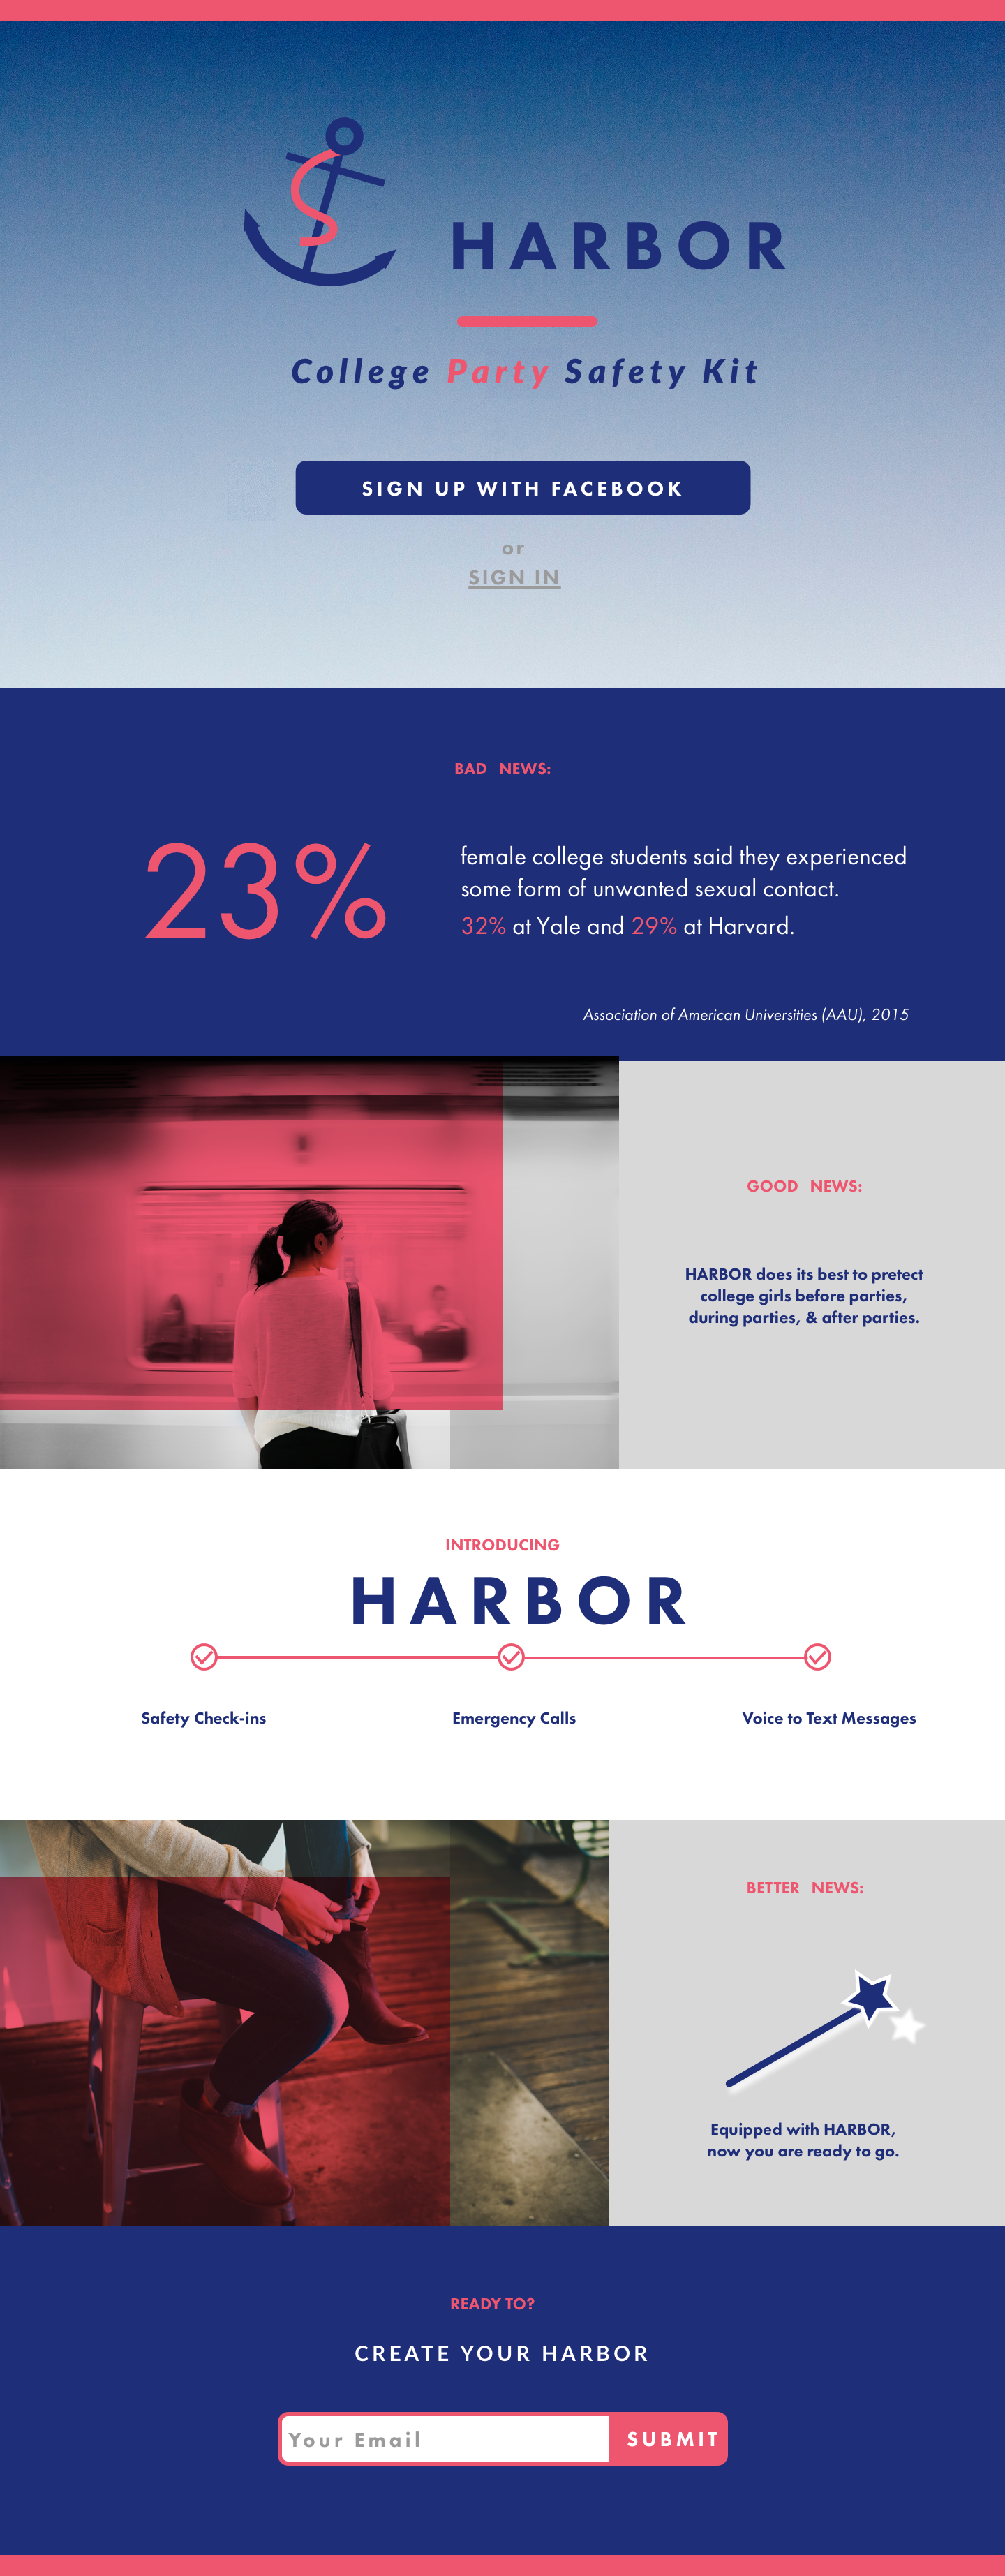 HARBOR
College Party Safety Kit
SIGN UP WITH FACEBOOK
or
SIGN IN
BAD NEWS:
23%
female college students said they experienced
some form of unwanted sexual contact.
32% at Yale and 29% at Harvard.
Association of American Universities (AAU), 2015
GOOD NEWS:
HARBOR does its best to pretect
college girls before parties,
during parties, & after parties.
INTRODUCING
HARBOR
Safety Check-ins
Emergency Calls
Voice to Text Messages
BETTER NEWS:
Equipped with HARBOR,
now you are ready to go.
READY TO?
CREATE YOUR HARBOR
Your Email
SUBMIT